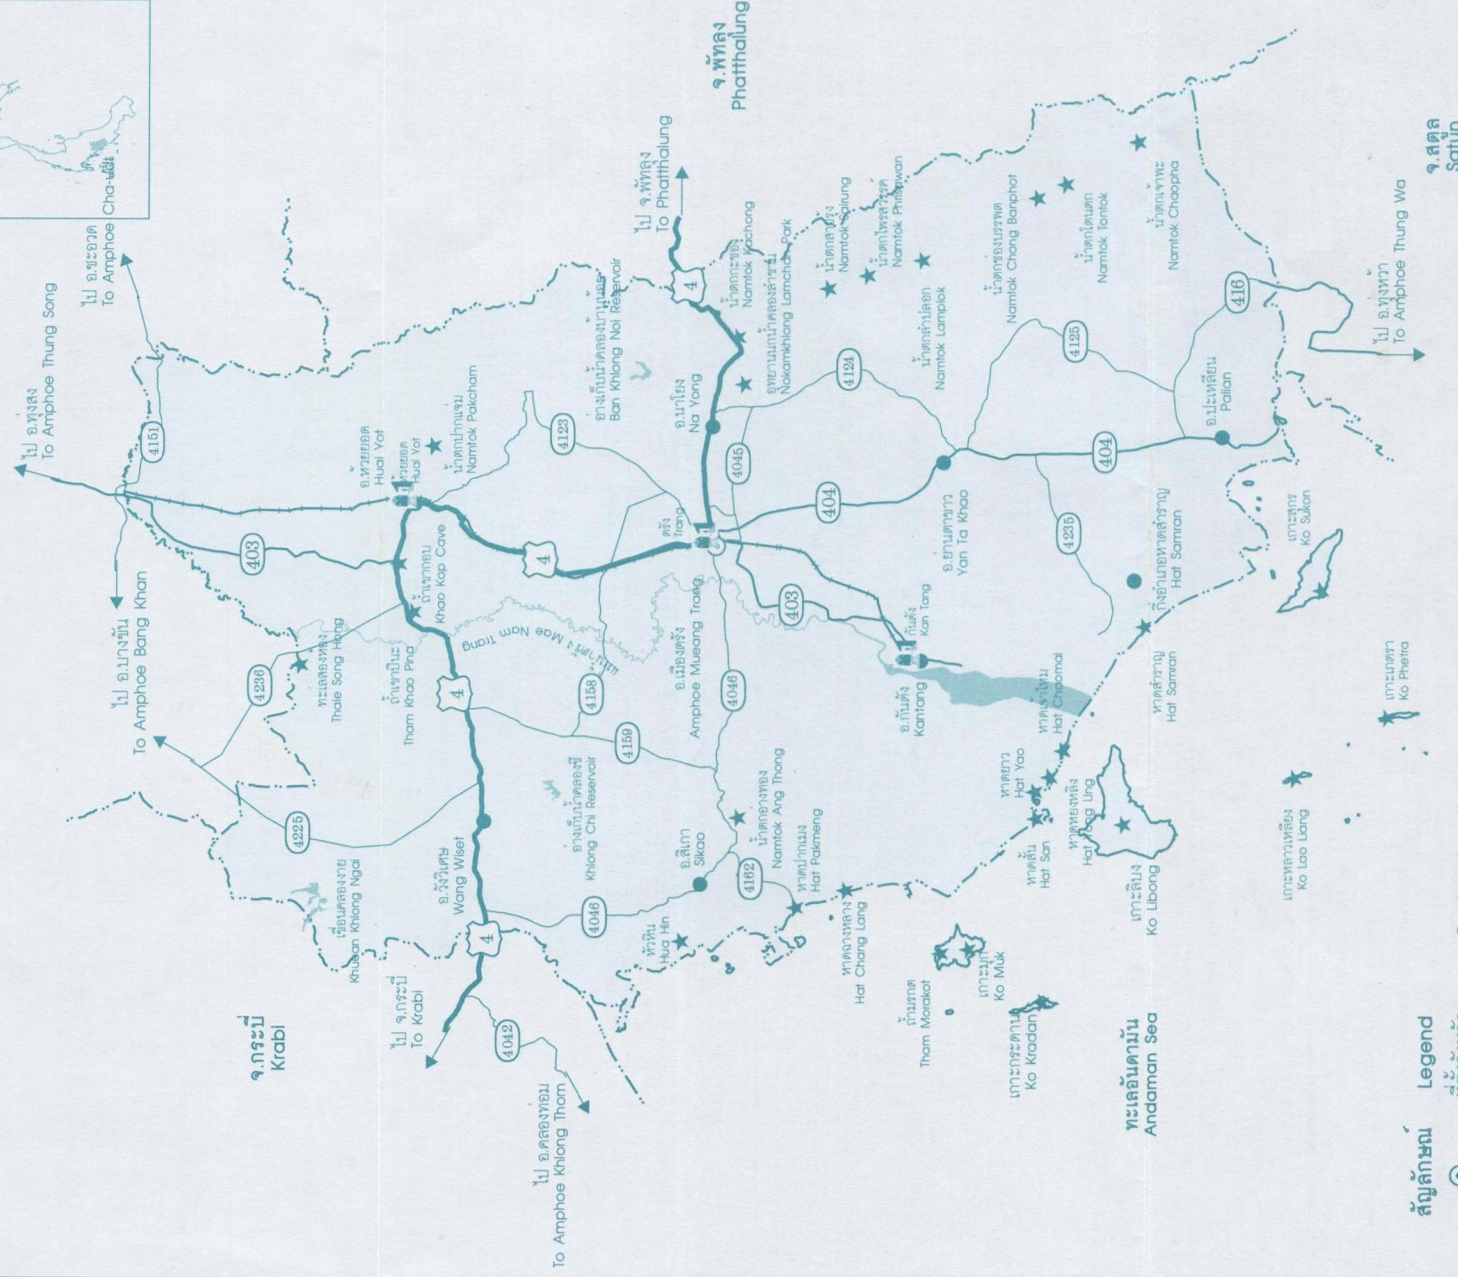 ไป อ.ทุ่งสง
To Amphoe Thung Song
ไป อ.ชะอวด
To Amphoe Cha-uat
4151
ไป อ.บางขัน
To Amphoe Bang Khan
403
อ.ห้วยยอด
Huai Yot
ห้วยยอด
Huai Yot
น้ำตกปากแจ่ม
Namtok Pakcham
4236
ทะเลสองห้อง
Thale Song Hong
ถ้ำเขากอบ
Khao Kop Cave
ถ้ำเขาปินะ
Tham Khao Pina
4225
เขื่อนคลองงาย
Khuean Khlong Ngai
จ.กระบี่
Krabi
ไป จ.กระบี่
To Krabi
4
4042
ไป อ.คลองท่อม
To Amphoe Khlong Thom
อ.วังวิเศษ
Wang Wiset
4
4
แม่น้ำตรัง Mae Nam Trang
4123
4158
4159
4046
อ่างเก็บน้ำคลองชี
Khlong Chi Reservoir
อ่างเก็บน้ำคลองบ้านน้อย
Ban Khlong Noi Reservoir
ไป จ.พัทลุง
To Phatthalung
จ.พัทลุง
Phatthalung
4
อ.นาโยง
Na Yong
ตรัง
Trang
อ.เมืองตรัง
Amphoe Mueang Trang
4046
4045
อ.สิเกา
Sikao
4162
หัวหิน
Hua Hin
น้ำตกอ่างทอง
Namtok Ang Thong
หาดปากเมง
Hat Pakmeng
หาดฉางหลาง
Hat Chang Lang
น้ำตกกะช่อง
Namtok Kachong
อุทยานนกน้ำคลองลำชาน
Nokamkhlong Lamchan Park
น้ำตกสายรุ้ง
Namtok Sairung
น้ำตกไพรสวรรค์
Namtok Phraisawan
น้ำตกลำปลอก
Namtok Lamplok
4124
404
403
กันตัง
Kan Tang
อ.กันตัง
Kantang
อ.ย่านตาขาว
Yan Ta Khao
น้ำตกช่องบรรพต
Namtok Chong Banphot
น้ำตกโตนตก
Namtok Tontok
น้ำตกเจ้าพะ
Namtok Chaopha
4125
4235
404
416
อ.ปะเหลียน
Palian
กิ่งอำเภอหาดสำราญ
Hat Samran
หาดสำราญ
Hat Samran
หาดเจ้าไหม
Hat Chaomai
หาดยาว
Hat Yao
หาดหยงหลิง
Hat Yong Ling
หาดสั้น
Hat San
เกาะลิบง
Ko Libong
ถ้ำมรกต
Tham Morakot
เกาะมุก
Ko Muk
เกาะกระดาน
Ko Kradan
ทะเลอันดามัน
Andaman Sea
เกาะสุกร
Ko Sukon
เกาะเภตรา
Ko Phetra
เกาะเหลาเหลียง
Ko Lao Liang
ไป อ.ทุ่งหว้า
To Amphoe Thung Wa
จ.สตูล
Satun
สัญลักษณ์ Legend